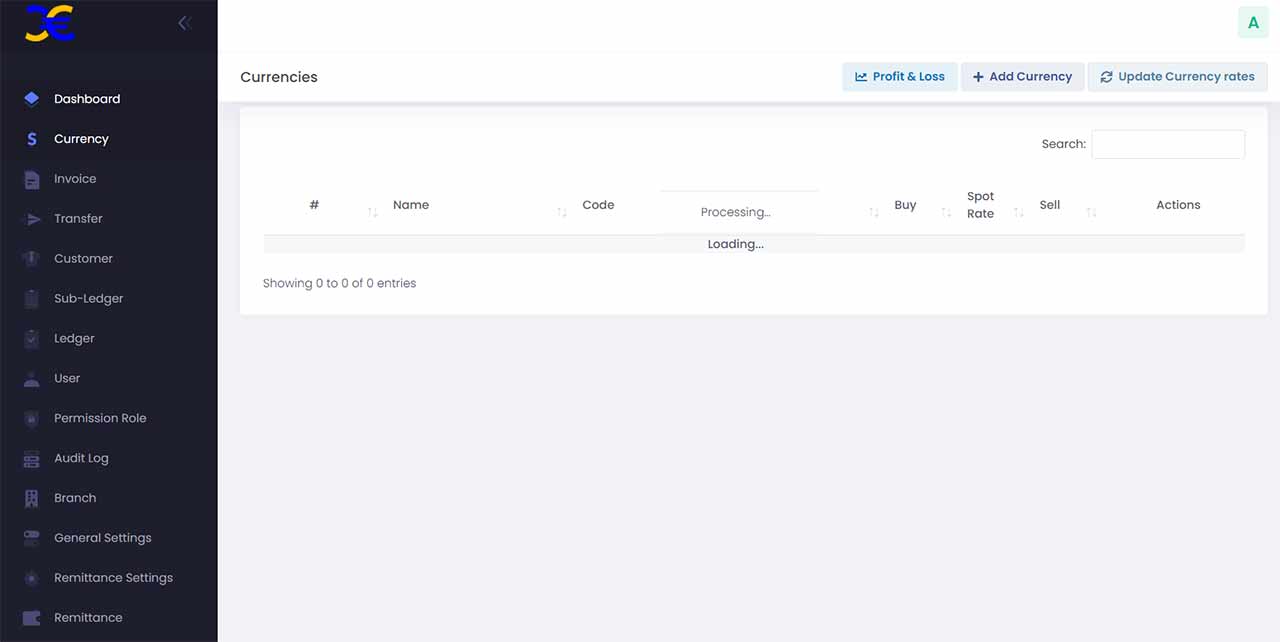 A
Currencies
Profit & Loss
Add Currency
Update Currency rates
Dashboard
Currency
Invoice
Transfer
Customer
Sub-Ledger
Ledger
User
Permission Role
Audit Log
Branch
General Settings
Remittance Settings
Remittance
Search:
#
Name
Code
Processing...
Buy
Spot
Rate
Sell
Actions
Loading...
Showing 0 to 0 of 0 entries